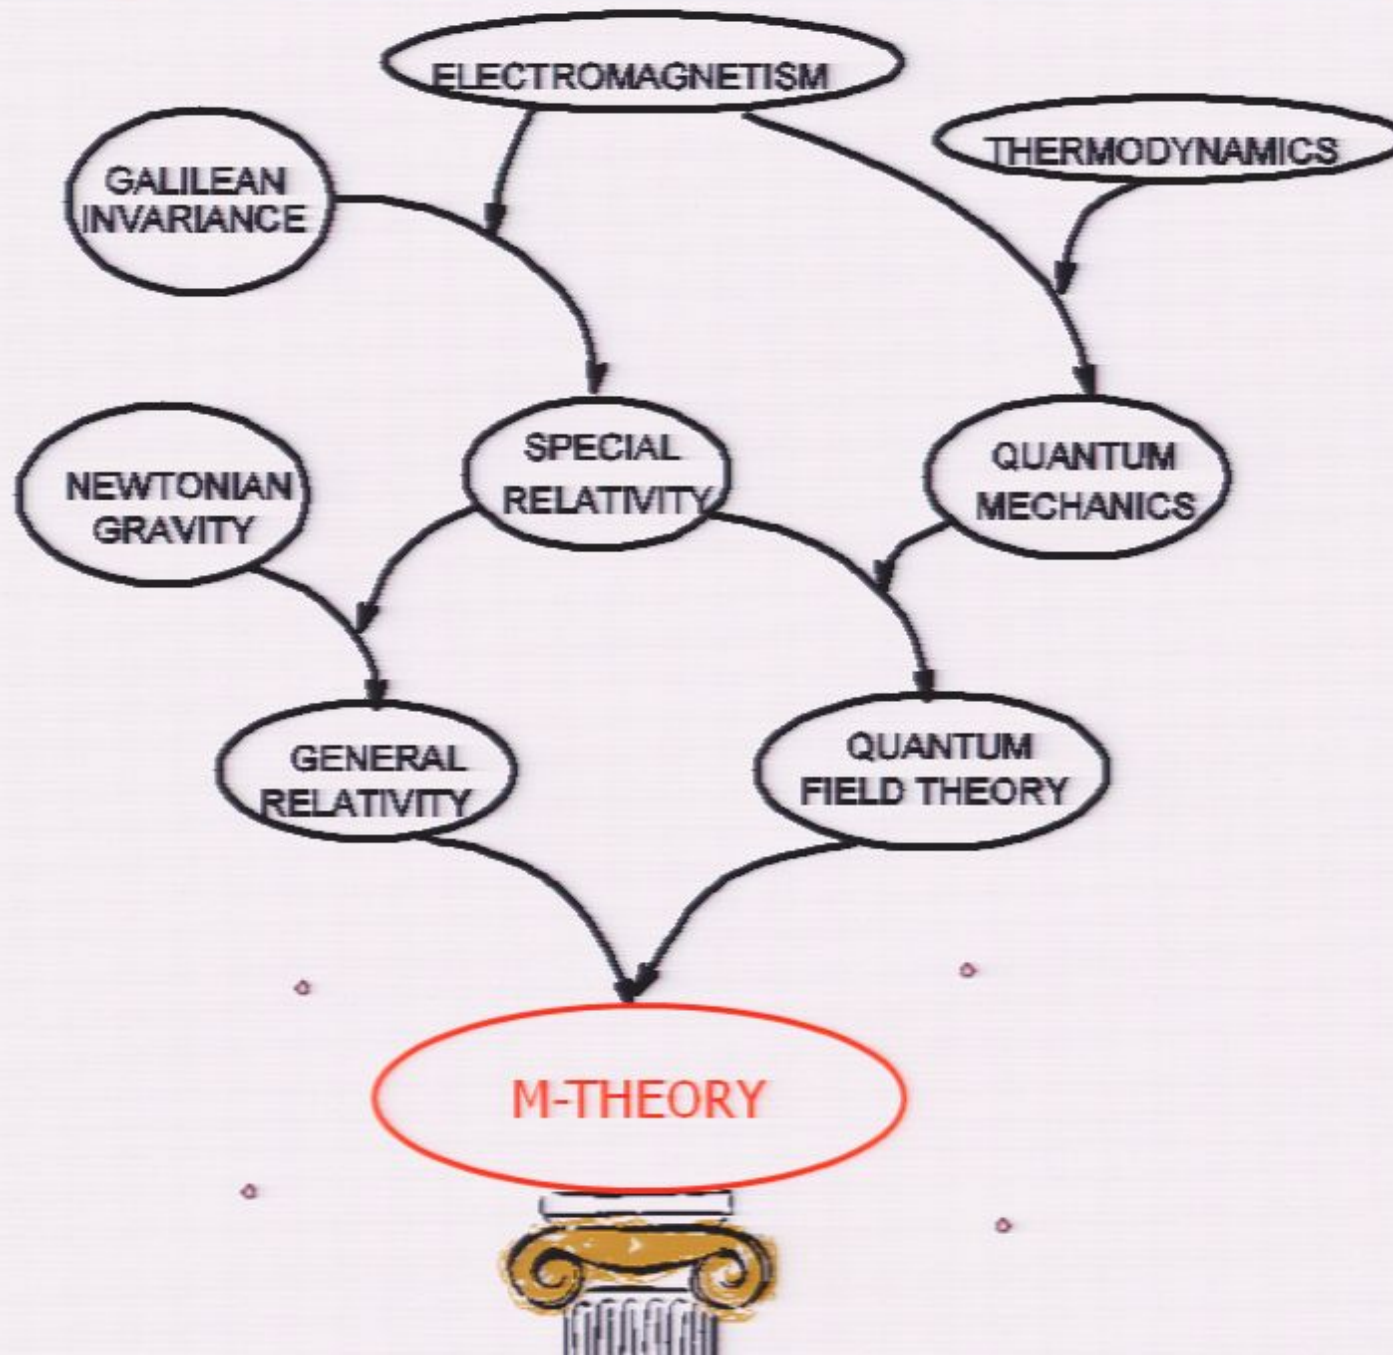 ELECTROMAGNETISM
THERMODYNAMICS
GALILEAN
INVARIANCE
SPECIAL
RELATIVITY
QUANTUM
MECHANICS
NEWTONIAN
GRAVITY
GENERAL
RELATIVITY
QUANTUM
FIELD THEORY
M-THEORY